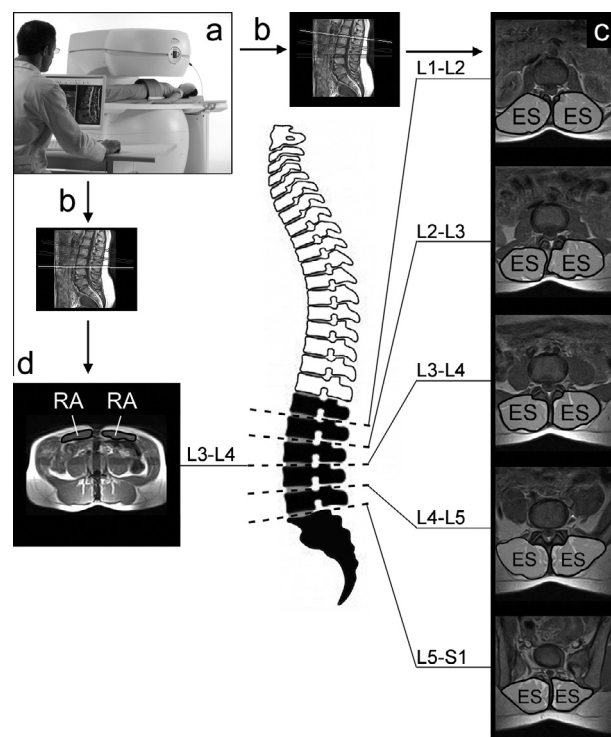 a
b
c
L1-L2
ES ES
b
L2-L3
ES ES
d
RA RA
L3-L4
L3-L4
ES ES
L4-L5
ES ES
L5-S1
ES ES